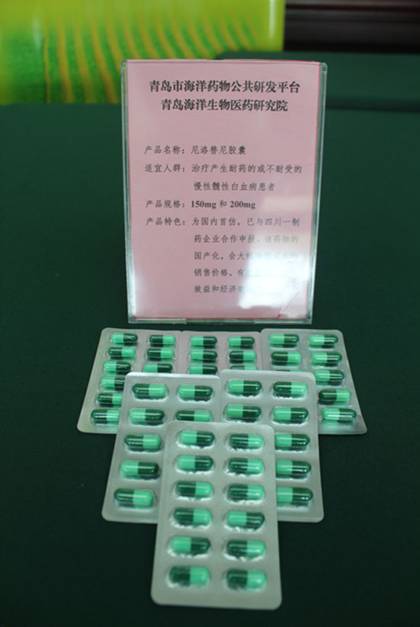 青岛市海洋药物公共研发平台
青岛海洋生物医药研究院
产品名称：尼洛替尼胶囊
适宜人群：治疗产生耐药的或不耐受的
慢性髓性白血病患者
产品规格：150mg 和 200mg
产品特色：为国内首仿，已与四川一制
药企业合作申报，该药物的
国产化，会大
销售价格，有
效益和经济